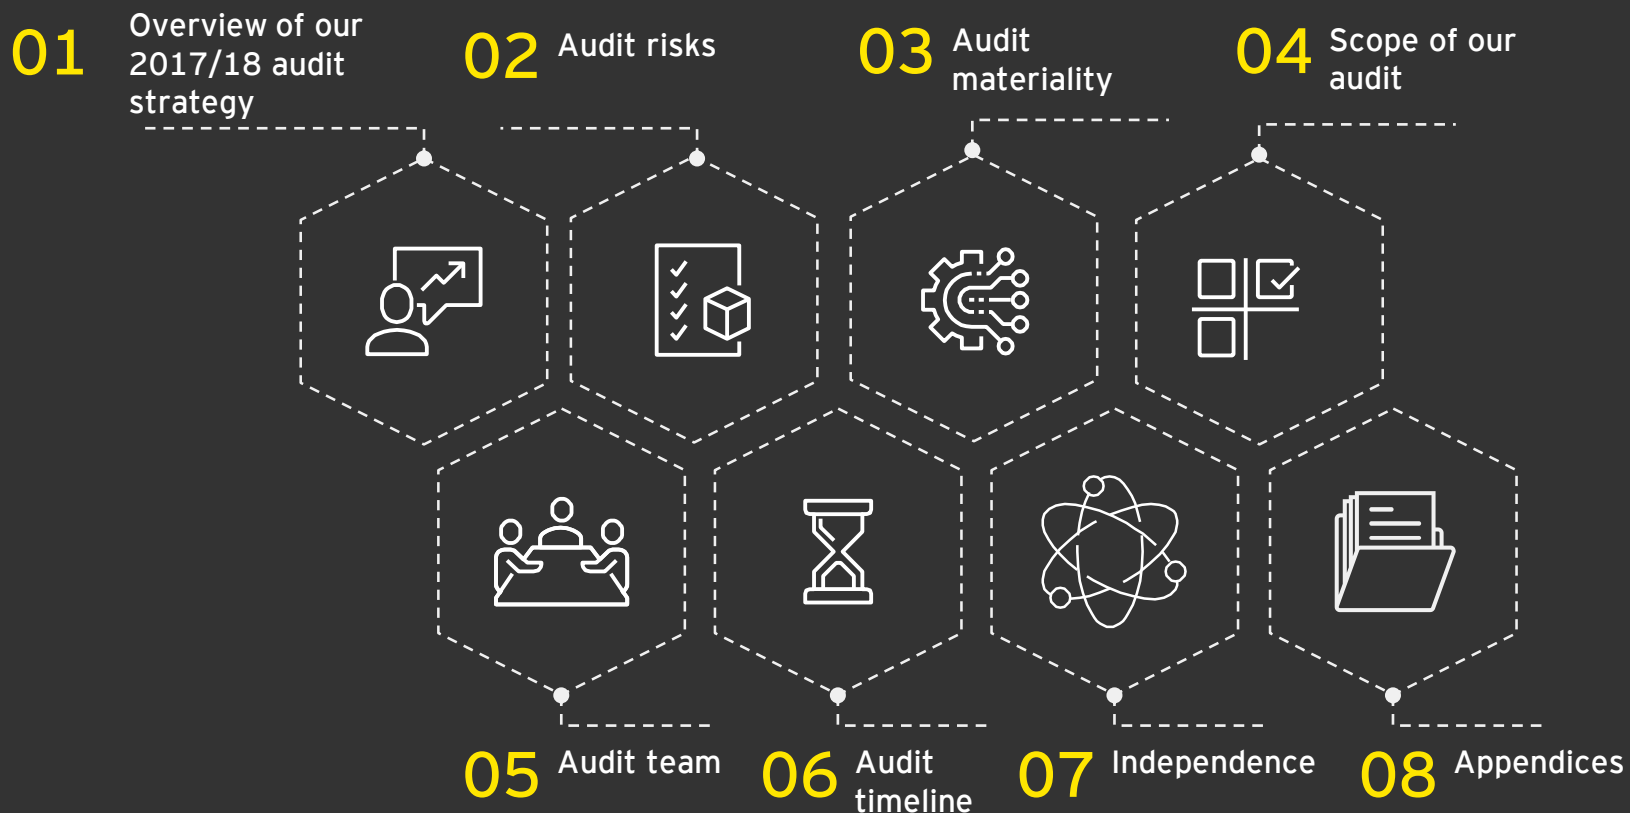 01
Overview of our
2017/18 audit
strategy
02
Audit risks
03
Audit
materiality
04
Scope of our
audit
05
Audit team
06
Audit
timeline
07
Independence
08
Appendices